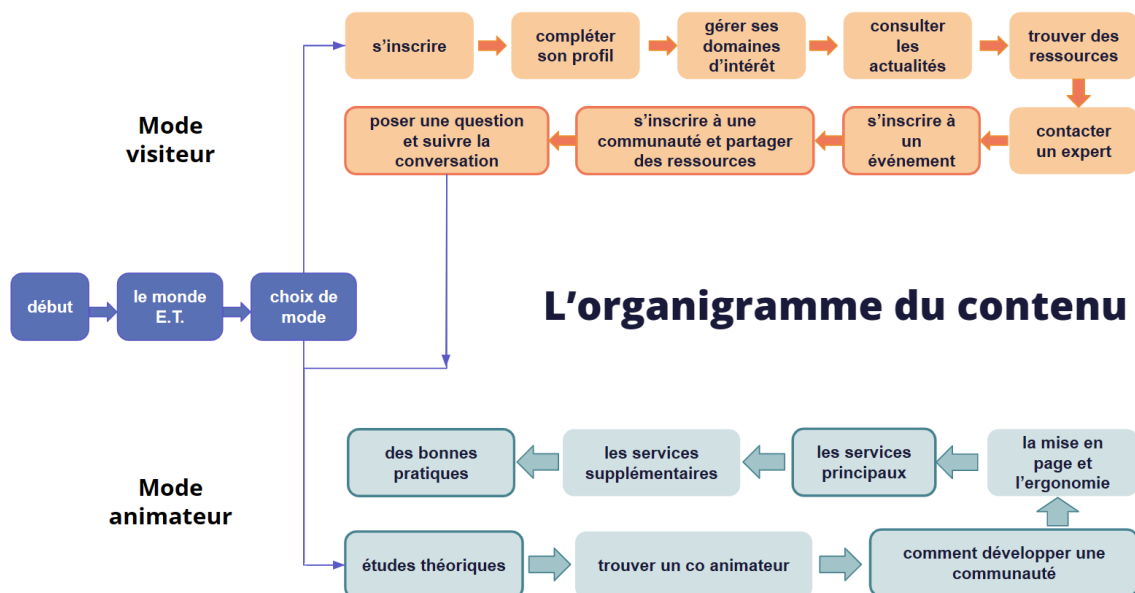 s'inscrire
compléter
son profil
gérer ses
domaines
d'intérêt
consulter
les
actualités
trouver des
ressources
Mode
visiteur
poser une question
et suivre la
conversation
s'inscrire à une
communauté et partager
des ressources
s'inscrire à
un
événement
contacter
un expert
début
le monde
E.T.
choix de
mode
L'organigramme du contenu
Mode
animateur
des bonnes
pratiques
les services
supplémentaires
les services
principaux
la mise en
page et
l'ergonomie
études théoriques
trouver un co animateur
comment développer une
communauté